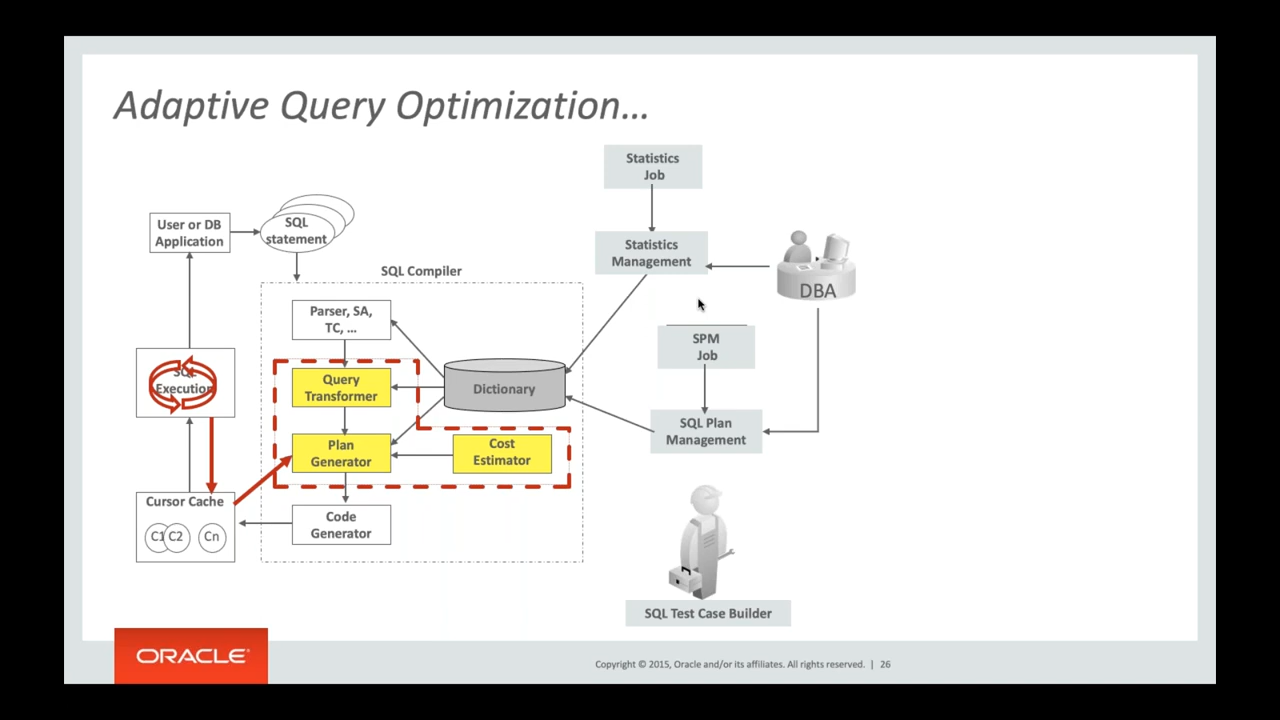 Adaptive Query Optimization...
Statistics
Job
User or DB
Application
SQL
statement
Statistics
Management
DBA
SQL Compiler
Parser, SA,
TC, ...
SPM
Job
SQL
Execution
Query
Transformer
Dictionary
SQL Plan
Management
Plan
Generator
Cost
Estimator
Cursor Cache
C1 C2 Cn
Code
Generator
SQL Test Case Builder
ORACLE
Copyright © 2015, Oracle and/or its affiliates. All rights reserved. | 26